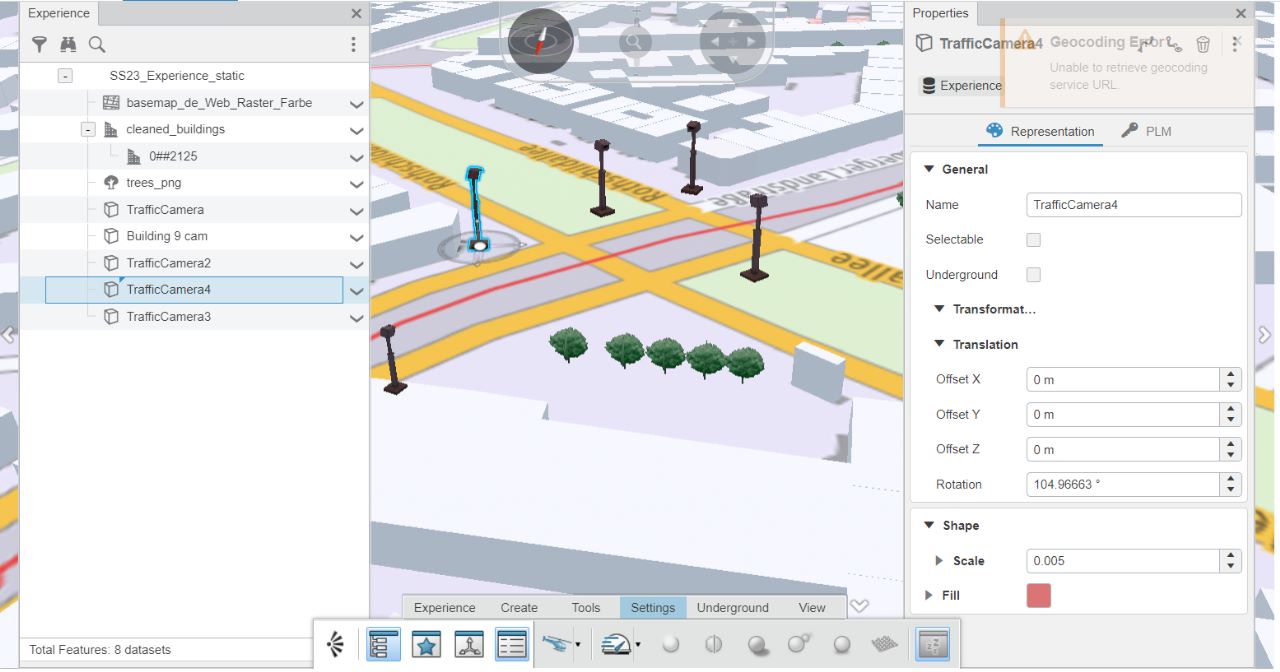 Experience
SS23_Experience_static
basemap_de_Web_Raster_Farbe
cleaned_buildings
0##2125
trees_png
TrafficCamera
Building 9 cam
TrafficCamera2
TrafficCamera4
TrafficCamera3
Total Features: 8 datasets
Rothschildallee
Experience
Create
Tools
Settings
Underground
View
Properties
TrafficCamera4
Geocoding Error
Unable to retrieve geocoding
service URL.
Experience
Representation
PLM
General
Name
TrafficCamera4
Selectable
Underground
Transformat...
Translation
Offset X
0 m
Offset Y
0 m
Offset Z
0 m
Rotation
104.96663 °
Shape
Scale
0.005
Fill